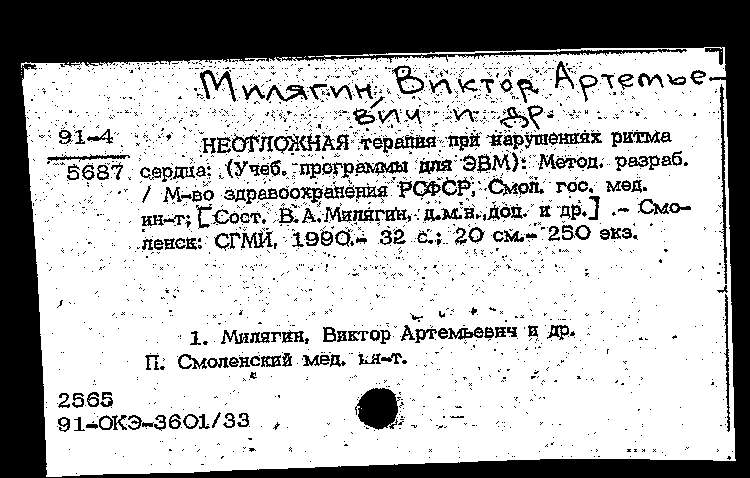 Милягин, Виктор Артемье-
вич и др.
91-4
5687
НЕОТЛОЖНАЯ терапия при нарушениях ритма
сердца: (Учеб. программы для ЭВМ): Метод. разраб.
/ М-во здравоохранения РСФСР, Смол. гос. мед.
ин-т; [Сост. В.А.Милягин, д.м.н.,доц. и др.] .- Смо-
ленск: СГМИ, 1990.- 32 с.; 20 см.- 250 экз.
1. Милягин, Виктор Артемьевич и др.
П. Смоленский мед. ин-т.
2565
91-ОКЭ-3601/33